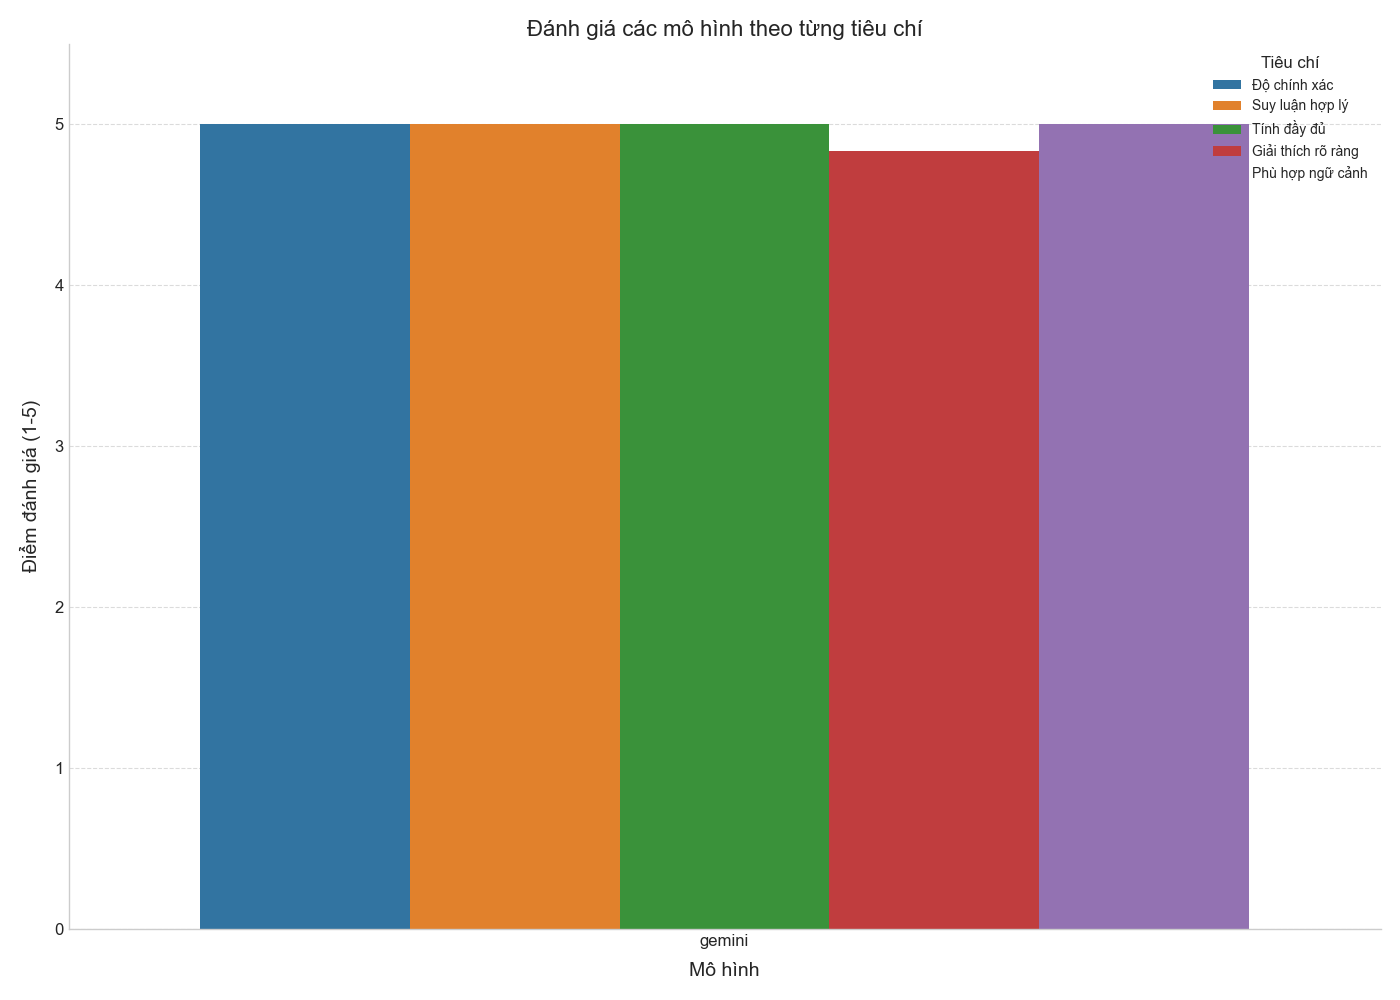 Đánh giá các mô hình theo từng tiêu chí
Tiêu chí
Độ chính xác
Suy luận hợp lý
Tính đầy đủ
Giải thích rõ ràng
Phù hợp ngữ cảnh
Điểm đánh giá (1-5)
5
4
3
2
1
0
gemini
Mô hình